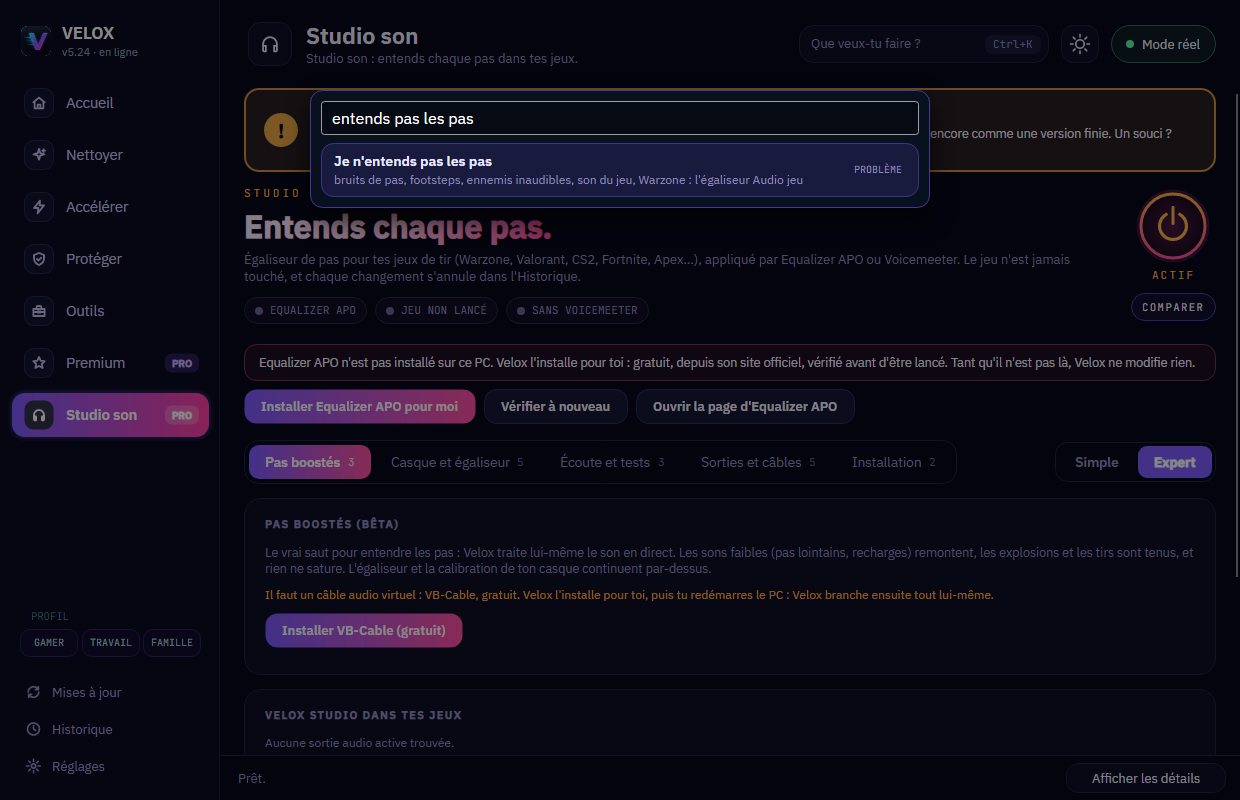 VELOX
v5.24 · en ligne
Accueil
Nettoyer
Accélérer
Protéger
Outils
Premium PRO
Studio son PRO
PROFIL
GAMER TRAVAIL FAMILLE
Mises à jour
Historique
Réglages
Studio son
Studio son : entends chaque pas dans tes jeux.
Que veux-tu faire ? Ctrl+K
Mode réel
encore comme une version finie. Un souci ?
entends pas les pas
Je n'entends pas les pas
bruits de pas, footsteps, ennemis inaudibles, son du jeu, Warzone : l'égaliseur Audio jeu
PROBLÈME
STUDIO
Entends chaque pas.
Égaliseur de pas pour tes jeux de tir (Warzone, Valorant, CS2, Fortnite, Apex…), appliqué par Equalizer APO ou Voicemeeter. Le jeu n'est jamais
touché, et chaque changement s'annule dans l'Historique.
EQUALIZER APO JEU NON LANCÉ SANS VOICEMEETER
ACTIF
COMPARER
Equalizer APO n'est pas installé sur ce PC. Velox l'installe pour toi : gratuit, depuis son site officiel, vérifié avant d'être lancé. Tant qu'il n'est pas là, Velox ne modifie rien.
Installer Equalizer APO pour moi Vérifier à nouveau Ouvrir la page d'Equalizer APO
Pas boostés 3 Casque et égaliseur 5 Écoute et tests 3 Sorties et câbles 5 Installation 2
Simple Expert
PAS BOOSTÉS (BÊTA)
Le vrai saut pour entendre les pas : Velox traite lui-même le son en direct. Les sons faibles (pas lointains, recharges) remontent, les explosions et les tirs sont tenus, et
rien ne sature. L'égaliseur et la calibration de ton casque continuent par-dessus.
Il faut un câble audio virtuel : VB-Cable, gratuit. Velox l'installe pour toi, puis tu redémarres le PC : Velox branche ensuite tout lui-même.
Installer VB-Cable (gratuit)
VELOX STUDIO DANS TES JEUX
Aucune sortie audio active trouvée.
Prêt.
Afficher les détails